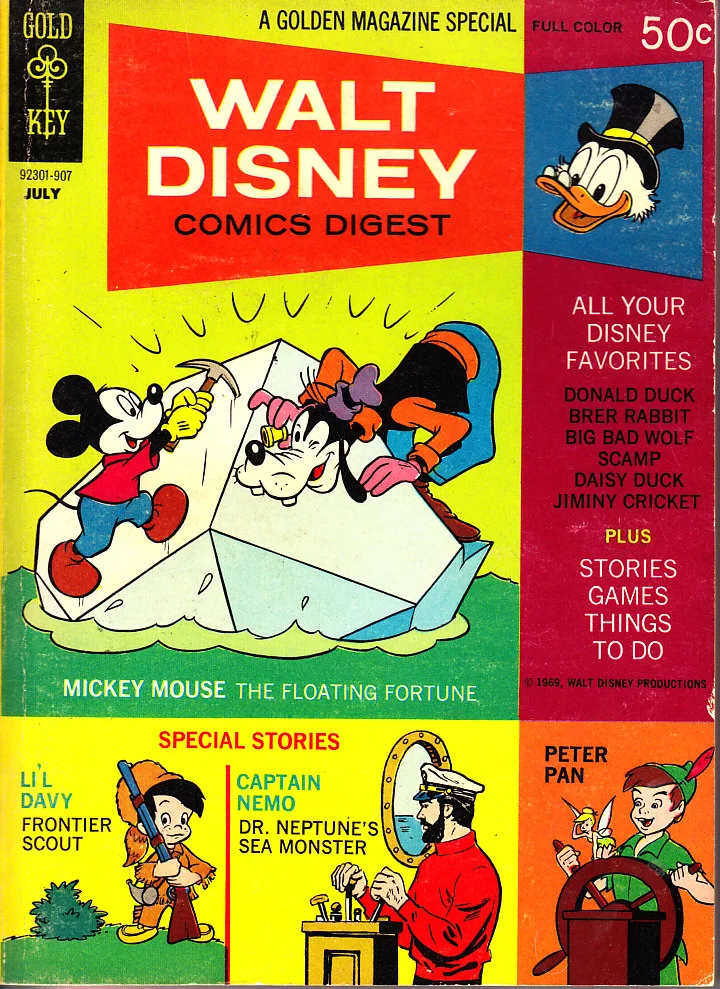 GOLD
KEY
92301-907
JULY
A GOLDEN MAGAZINE SPECIAL
FULL COLOR 50c
WALT
DISNEY
COMICS DIGEST
ALL YOUR
DISNEY
FAVORITES
DONALD DUCK
BRER RABBIT
BIG BAD WOLF
SCAMP
DAISY DUCK
JIMINY CRICKET
PLUS
STORIES
GAMES
THINGS
TO DO
© 1969, WALT DISNEY PRODUCTIONS
MICKEY MOUSE THE FLOATING FORTUNE
SPECIAL STORIES
LI'L
DAVY
FRONTIER
SCOUT
CAPTAIN
NEMO
DR. NEPTUNE'S
SEA MONSTER
PETER
PAN